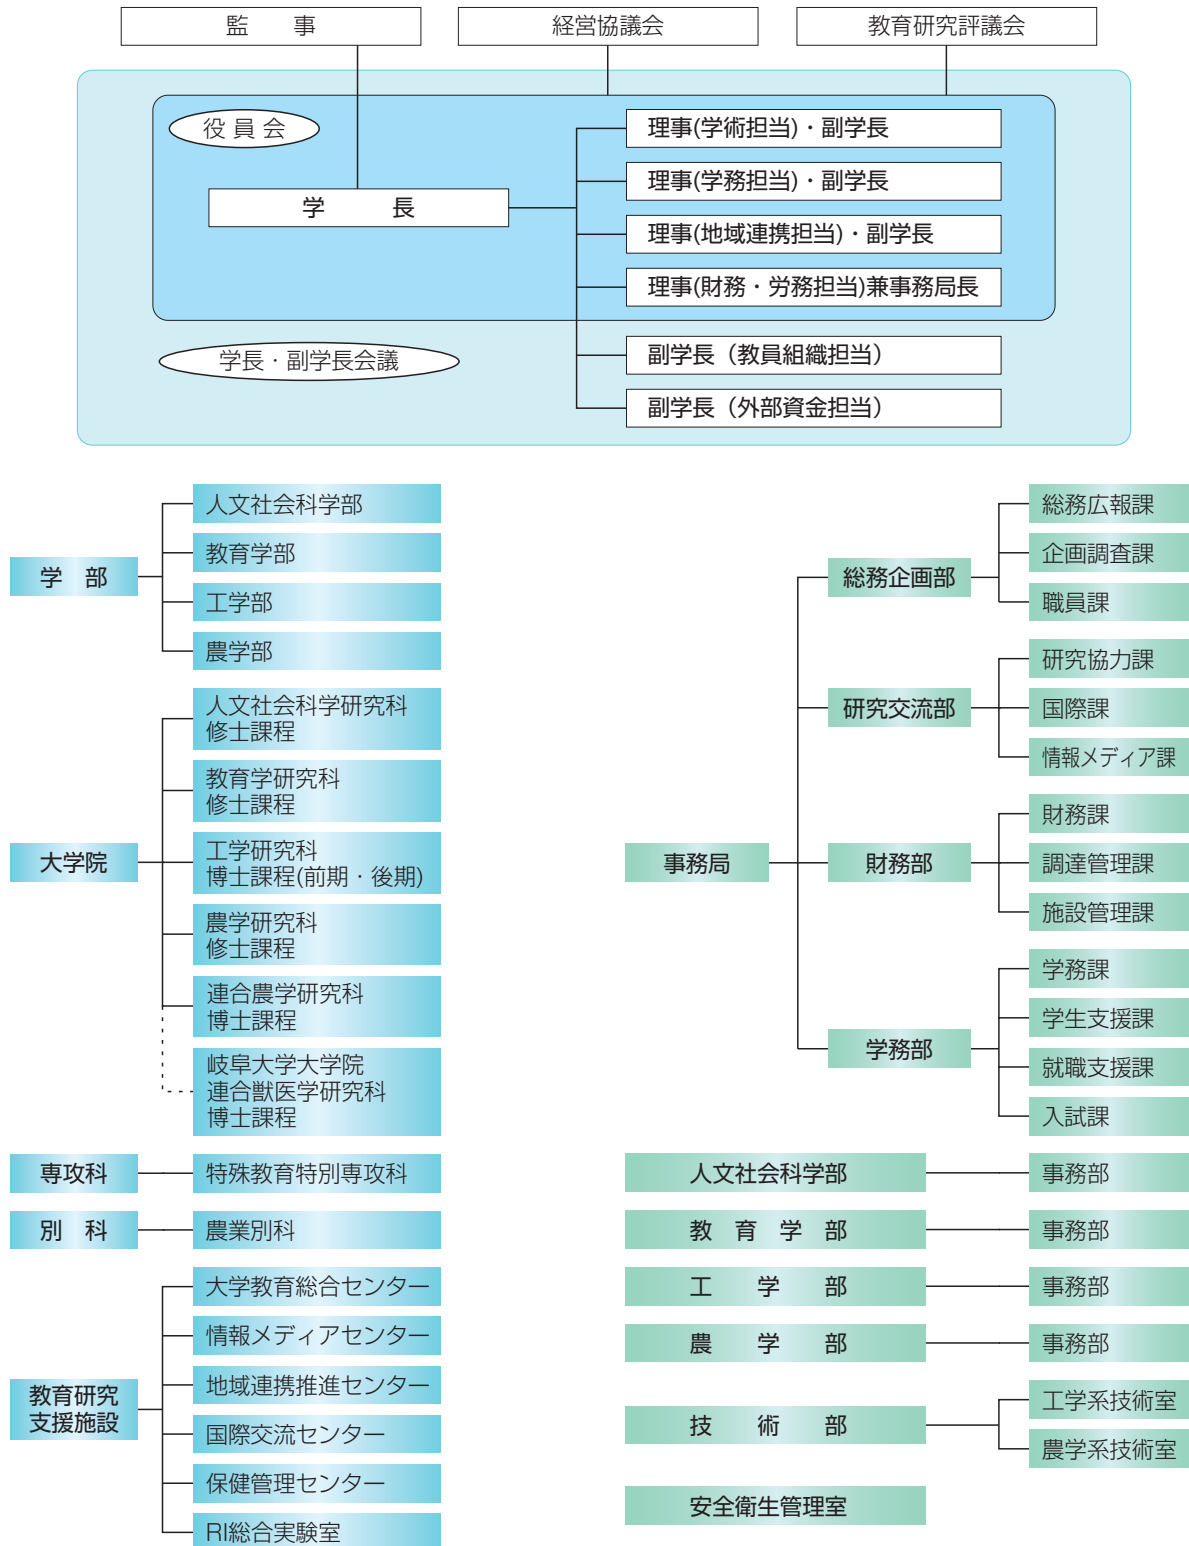 監　事
経営協議会
教育研究評議会
役員会
学　長
理事(学術担当)・副学長
理事(学務担当)・副学長
理事(地域連携担当)・副学長
理事(財務・労務担当)兼事務局長
学長・副学長会議
副学長（教員組織担当）
副学長（外部資金担当）
学　部
人文社会科学部
教育学部
工学部
農学部
大学院
人文社会科学研究科
修士課程
教育学研究科
修士課程
工学研究科
博士課程(前期・後期)
農学研究科
修士課程
連合農学研究科
博士課程
岐阜大学大学院
連合獣医学研究科
博士課程
専攻科
特殊教育特別専攻科
別　科
農業別科
教育研究
支援施設
大学教育総合センター
情報メディアセンター
地域連携推進センター
国際交流センター
保健管理センター
RI総合実験室
事務局
総務企画部
総務広報課
企画調査課
職員課
研究交流部
研究協力課
国際課
情報メディア課
財務部
財務課
調達管理課
施設管理課
学務部
学務課
学生支援課
就職支援課
入試課
人文社会科学部
事務部
教育学部
事務部
工学部
事務部
農学部
事務部
技術部
工学系技術室
農学系技術室
安全衛生管理室